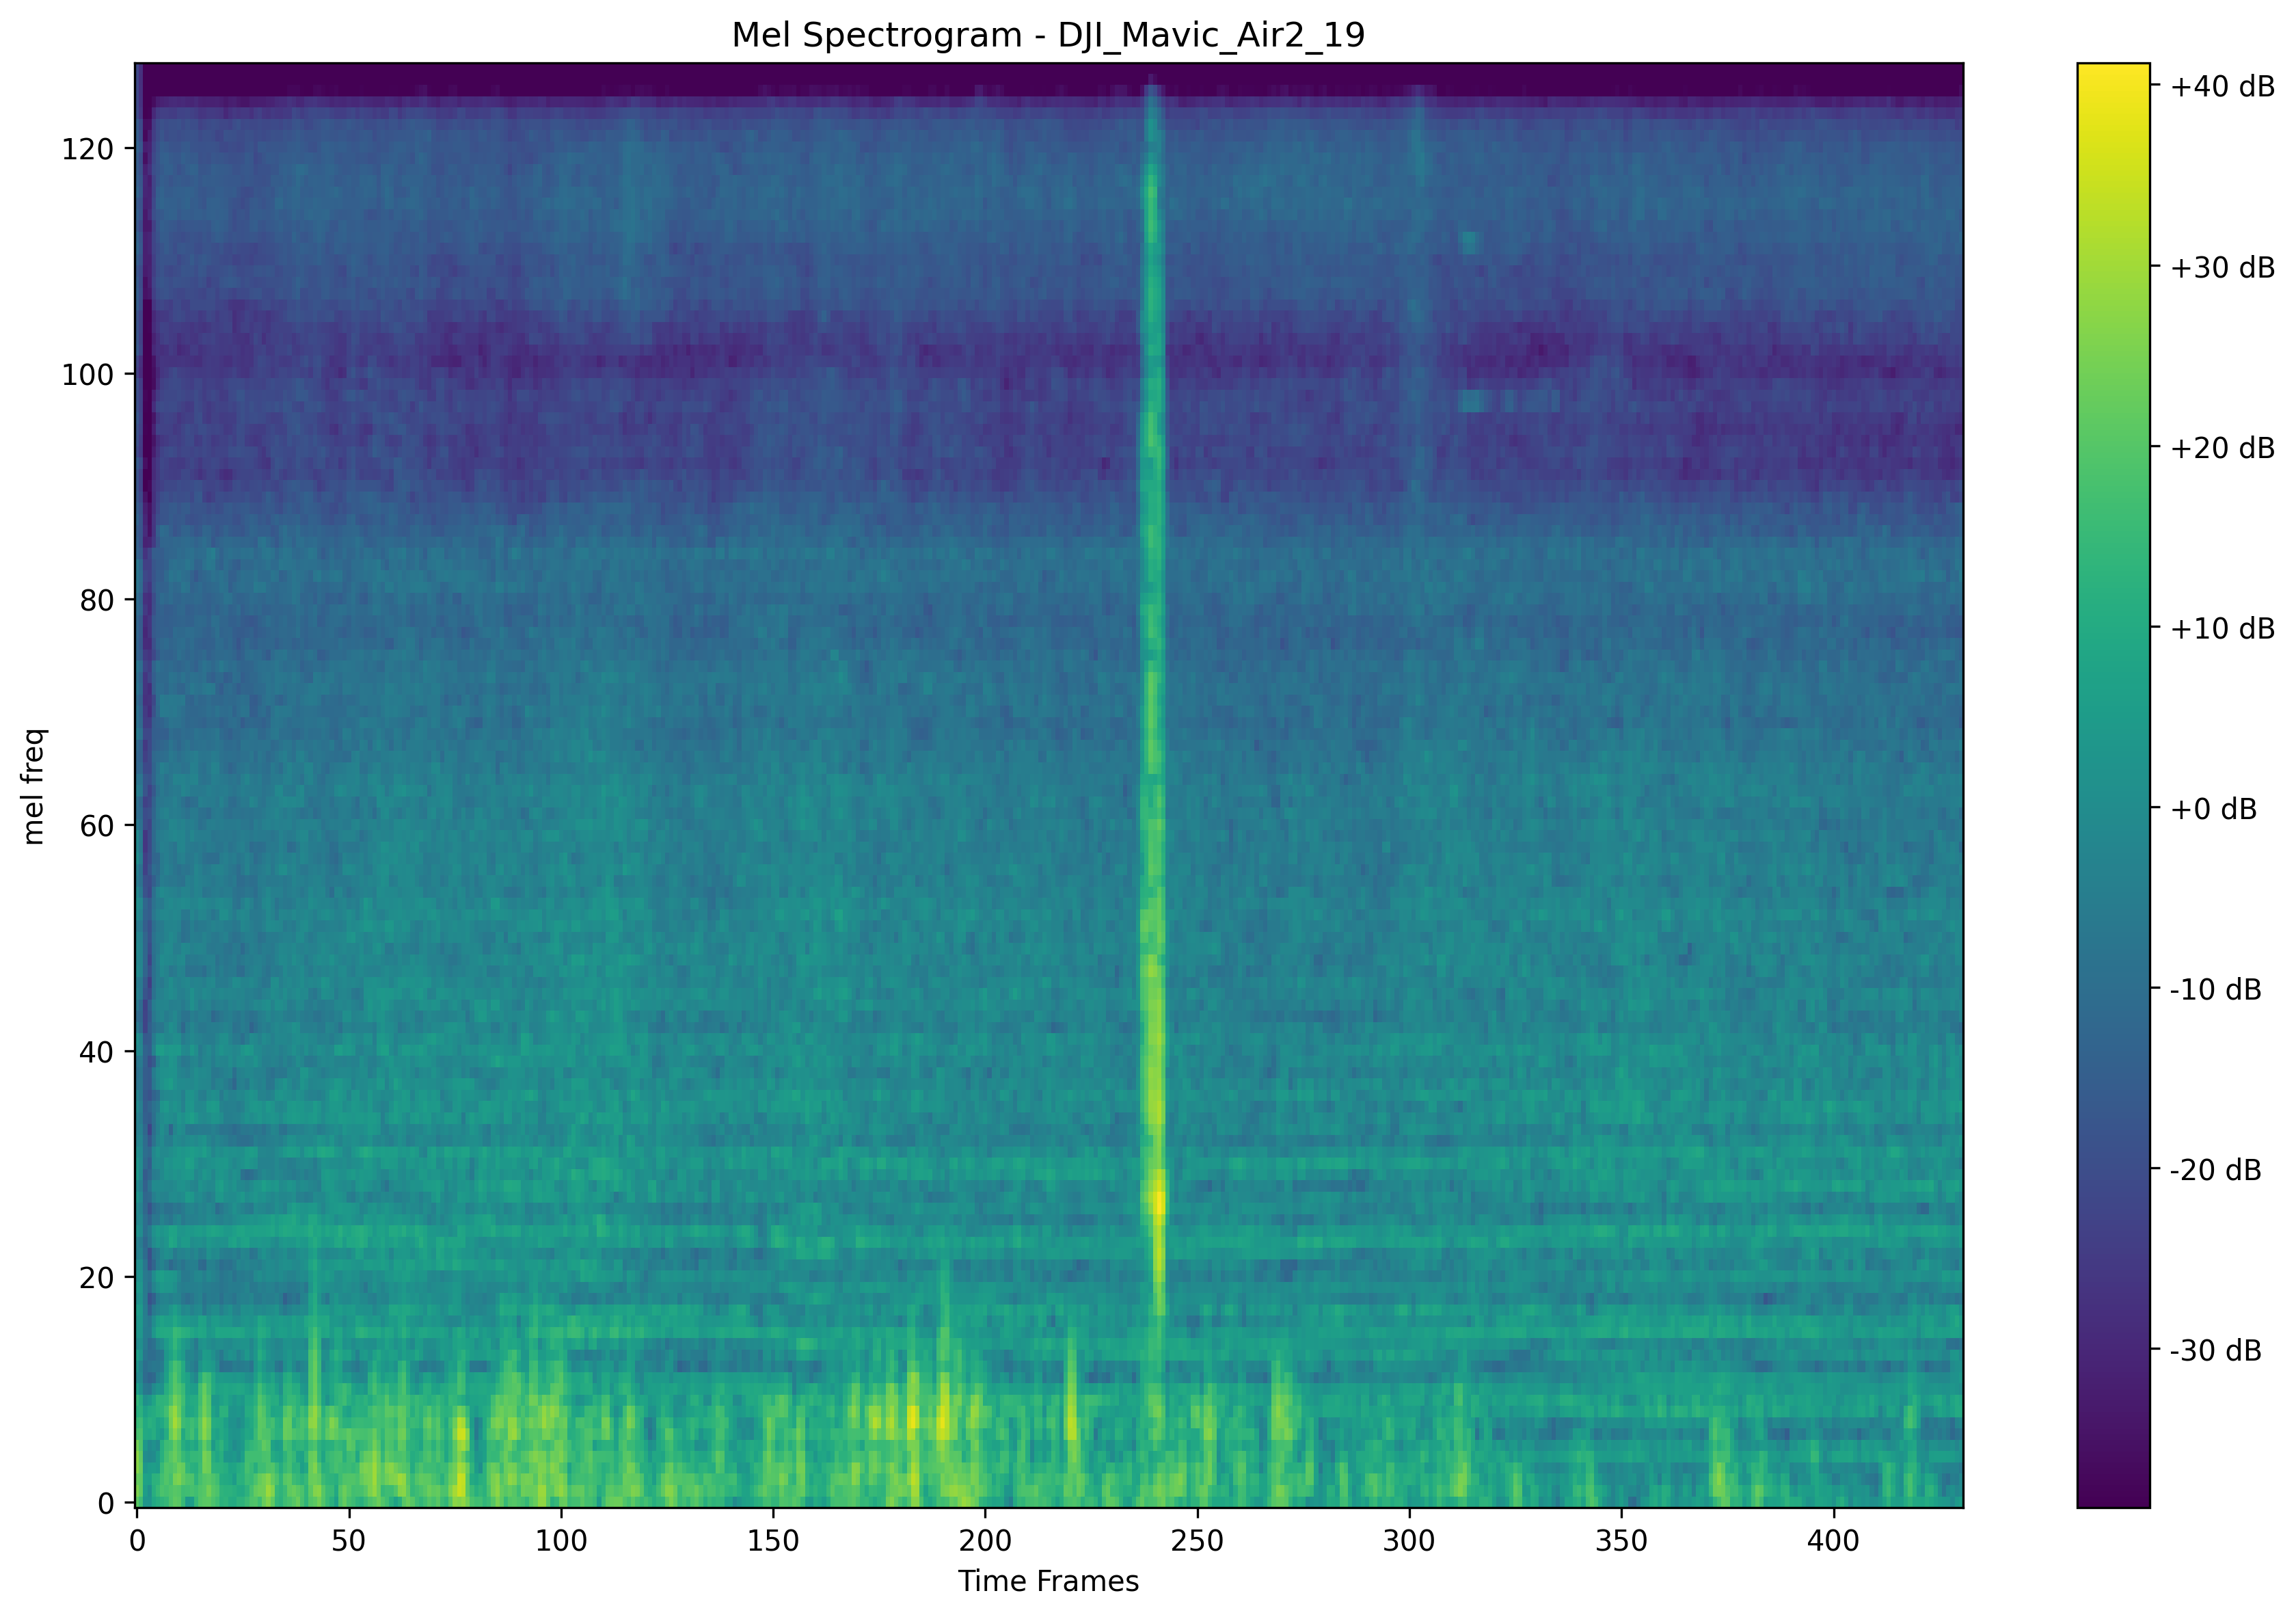 Mel Spectrogram - DJI_Mavic_Air2_19
mel freq
120
100
80
60
40
20
0
0 50 100 150 200 250 300 350 400
Time Frames
+40 dB
+30 dB
+20 dB
+10 dB
+0 dB
-10 dB
-20 dB
-30 dB